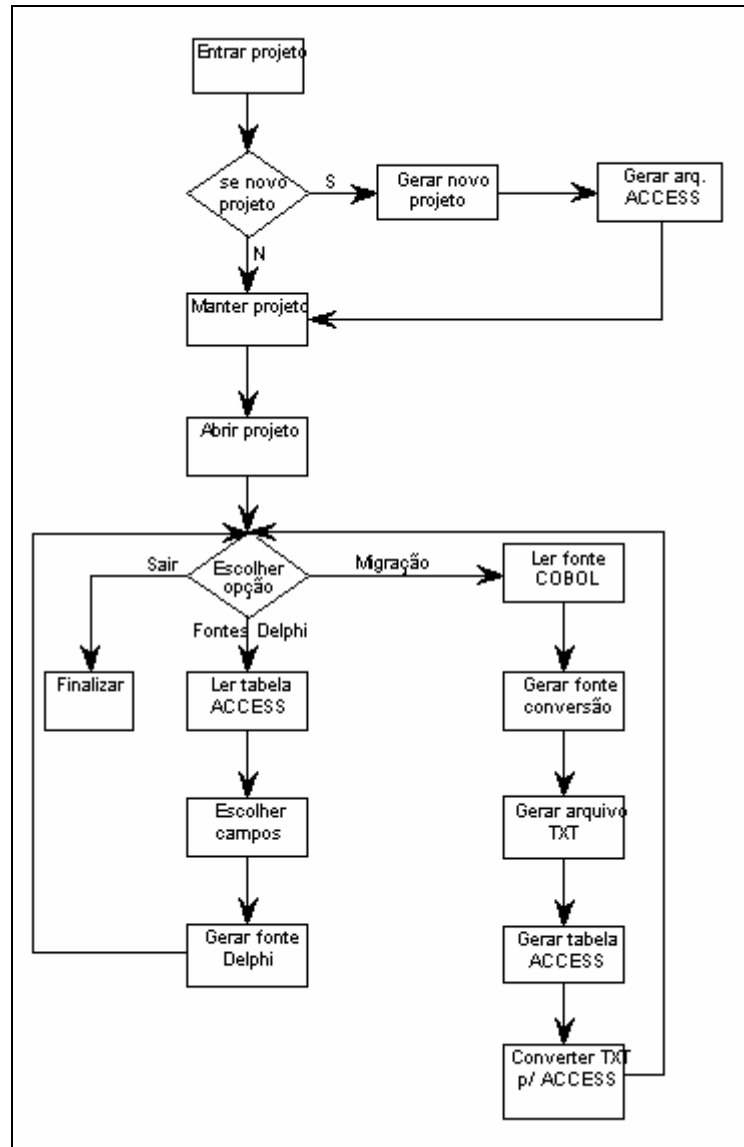 Entrar projeto
se novo
projeto
S
Gerar novo
projeto
Gerar arq.
ACCESS
N
Manter projeto
Abrir projeto
Sair
Escolher
opção
Migração
Ler fonte
COBOL
Fontes Delphi
Finalizar
Ler tabela
ACCESS
Gerar fonte
conversão
Escolher
campos
Gerar arquivo
TXT
Gerar fonte
Delphi
Gerar tabela
ACCESS
Converter TXT
p/ ACCESS